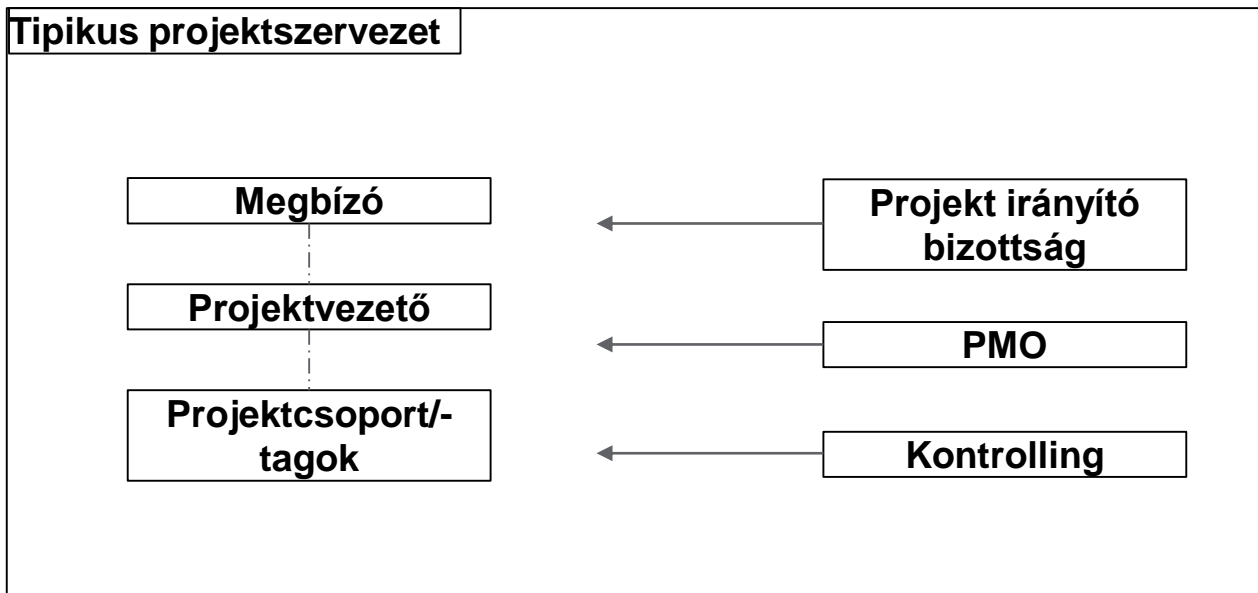 Tipikus projektszervezet
Megbízó
Projektvezető
Projektcsoport/-
tagok
Projekt irányító
bizottság
PMO
Kontrolling